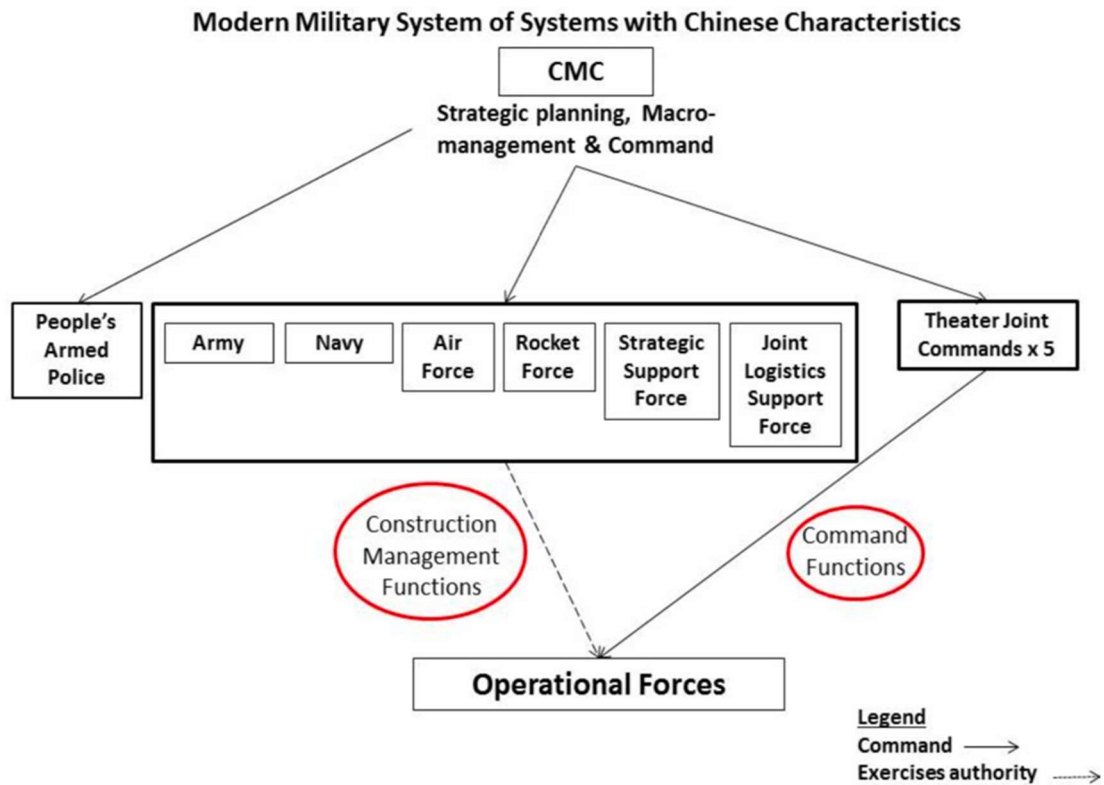 Modern Military System of Systems with Chinese Characteristics
CMC
Strategic planning, Macro-
management & Command
People's
Armed
Police
Army
Navy
Air
Force
Rocket
Force
Strategic
Support
Force
Joint
Logistics
Support
Force
Theater Joint
Commands x 5
Construction
Management
Functions
Command
Functions
Operational Forces
Legend
Command
Exercises authority